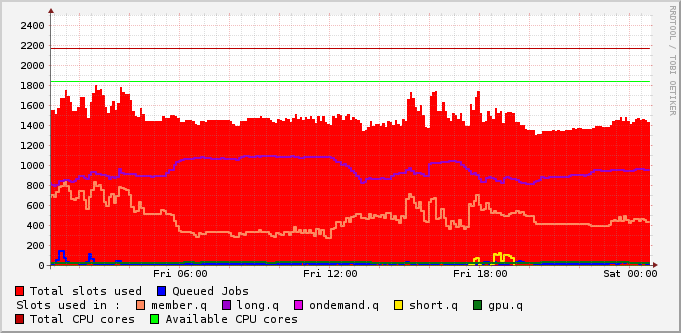 2400
2200
2000
1800
1600
1400
1200
1000
800
600
400
200
0
Fri 06:00 Fri 12:00 Fri 18:00 Sat 00:00
Total slots used Queued Jobs
Slots used in : member.q long.q ondemand.q short.q gpu.q
Total CPU cores Available CPU cores
RRDTOOL / TOBI OETIKER